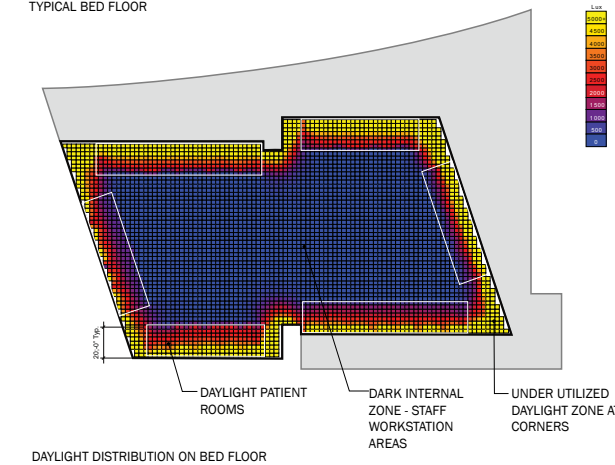 TYPICAL BED FLOOR
Lux
5000+
4500
4000
3500
3000
2500
2000
1500
1000
500
0
20'-0" Typ.
DAYLIGHT PATIENT
ROOMS
DARK INTERNAL
ZONE - STAFF
WORKSTATION
AREAS
UNDER UTILIZED
DAYLIGHT ZONE AT
CORNERS
DAYLIGHT DISTRIBUTION ON BED FLOOR